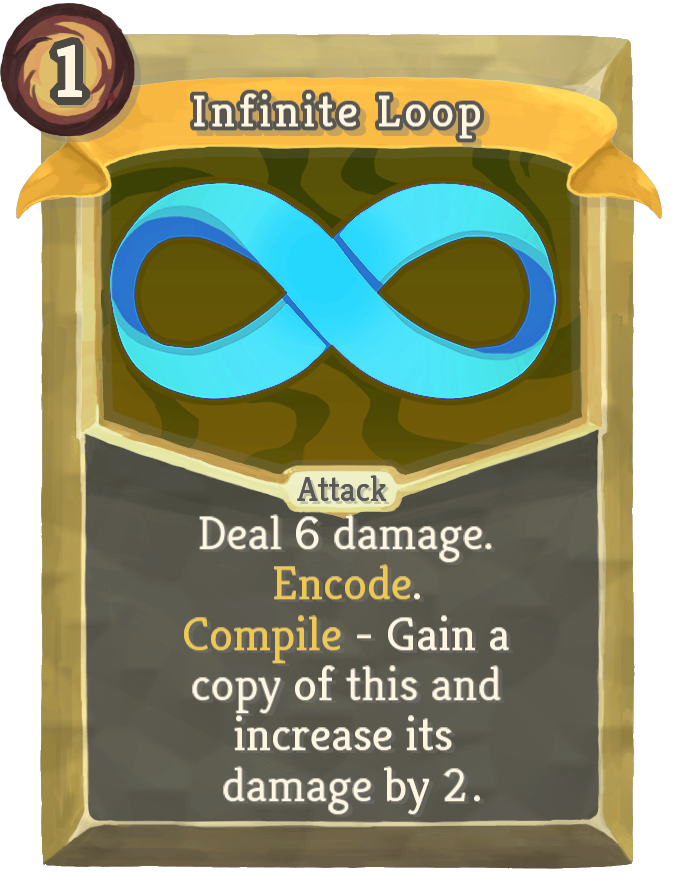 1
Infinite Loop
Attack
Deal 6 damage.
Encode.
Compile - Gain a
copy of this and
increase its
damage by 2.